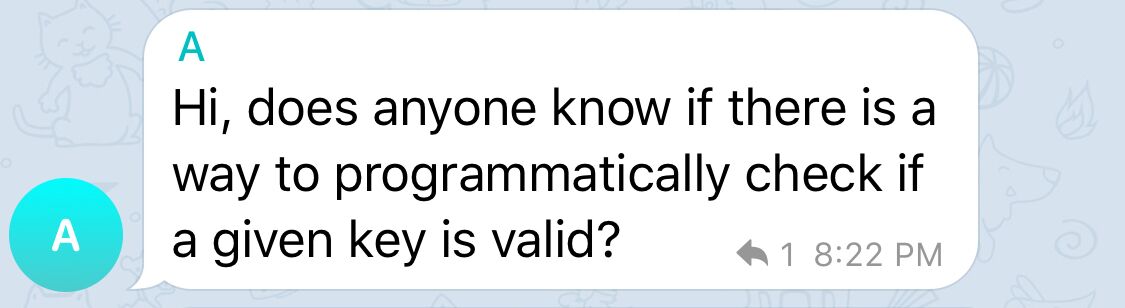 A
Hi, does anyone know if there is a
way to programmatically check if
a given key is valid?
1 8:22 PM
A